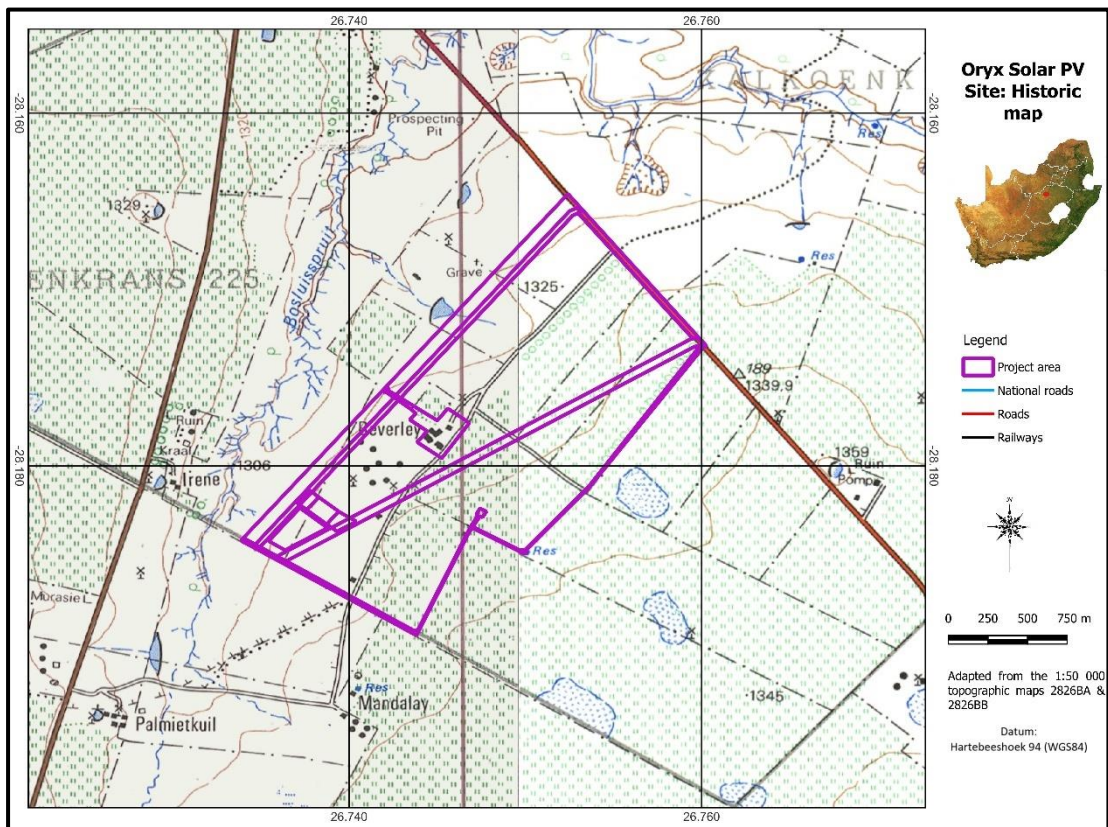 26.740
26.760
-28.160
-28.160
KALKOENK
Prospecting
Pit
Res
1320
1329
ENKRANS 225
Bosluisspruit
Grave
1325
Res
189
1339,9
Beverley
Ruin
Kraal
Irene
1306
-28.180
-28.180
1359
Ruin
Pomp
Res
Murasie
Res
Mandalay
Palmietkuil
1345
26.740
26.760
Oryx Solar PV
Site: Historic
map
Legend
Project area
National roads
Roads
Railways
N
0 250 500 750 m
Adapted from the 1:50 000
topographic maps 2826BA &
2826BB
Datum:
Hartebeeshoek 94 (WGS84)